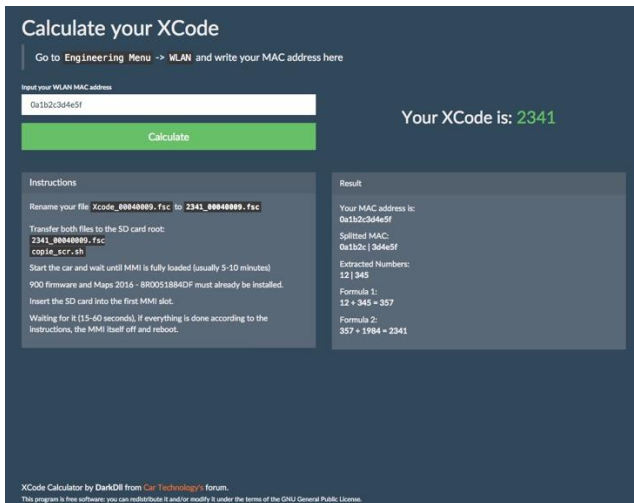 Calculate your XCode
Go to Engineering Menu -> WLAN and write your MAC address here
Input your WLAN MAC address
0a1b2c3d4e5f
Calculate
Your XCode is: 2341
Instructions
Rename your file Xcode_00040009.fsc to 2341_00040009.fsc
Transfer both files to the SD card root:
2341_00040009.fsc
copie_scr.sh
Start the car and wait until MMI is fully loaded (usually 5-10 minutes)
900 firmware and Maps 2016 - 8R0051884DF must already be installed.
Insert the SD card into the first MMI slot.
Waiting for it (15-60 seconds), if everything is done according to the
instructions, the MMI itself off and reboot.
Result
Your MAC address is:
0a1b2c3d4e5f
Splitted MAC:
0a1b2c | 3d4e5f
Extracted Numbers:
12 | 345
Formula 1:
12 + 345 = 357
Formula 2:
357 + 1984 = 2341
XCode Calculator by DarkDll from Car Technology's forum.
This program is free software: you can redistribute it and/or modify it under the terms of the GNU General Public License.